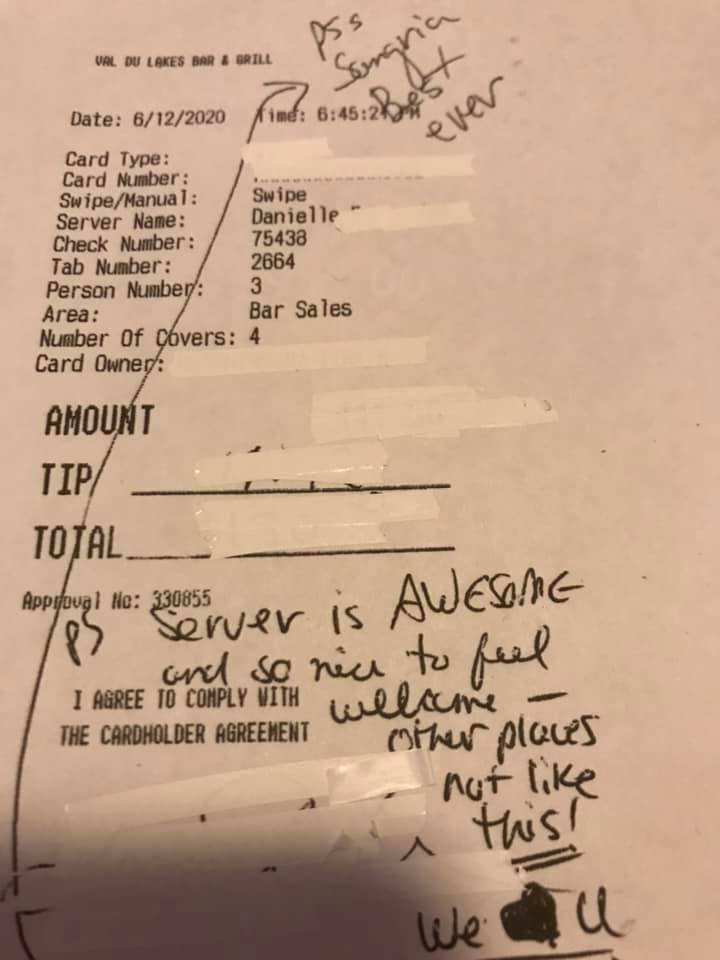 VAL DU LAKES BAR & GRILL
PSs
Sangria
Best
ever
Date: 6/12/2020 Time: 6:45:24 PM
Card Type:
Card Number:
Swipe/Manual: Swipe
Server Name: Danielle
Check Number: 75438
Tab Number: 2664
Person Number: 3
Area: Bar Sales
Number Of Covers: 4
Card Owner:
AMOUNT
TIP
TOTAL
Approval No: 330855
ps Server is AWESOME
and so nice to feel
I AGREE TO COMPLY WITH
welcome –
THE CARDHOLDER AGREEMENT
other places
not like
this!
We U